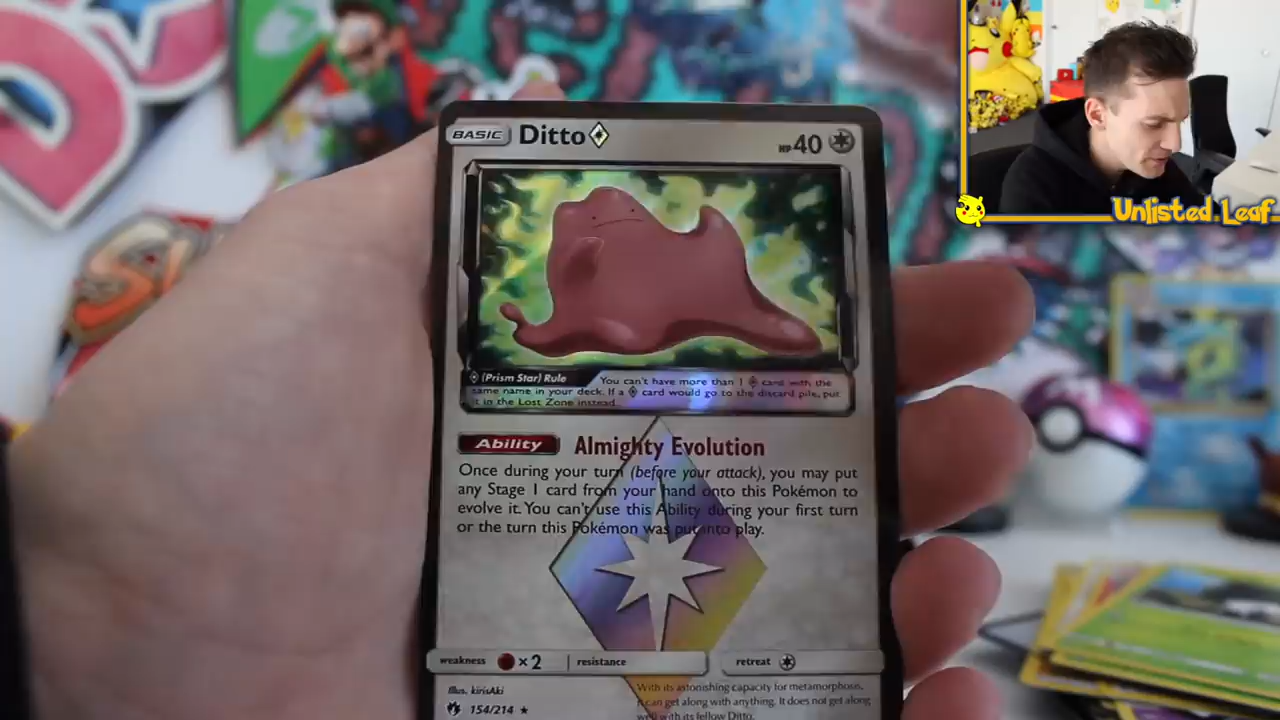 BASIC Ditto HP 40
Unlisted Leaf
(Prism Star) Rule You can't have more than 1 card with the
same name in your deck. If a card would go to the discard pile, put
it in the Lost Zone instead.
Ability Almighty Evolution
Once during your turn (before your attack), you may put
any Stage 1 card from your hand onto this Pokémon to
evolve it. You can't use this Ability during your first turn
or the turn this Pokémon was put into play.
weakness ×2 resistance retreat
Illus. kirisAki
154/214 ★
With its astonishing capacity for metamorphosis,
it can get along with anything. It does not get along
well with its fellow Ditto.